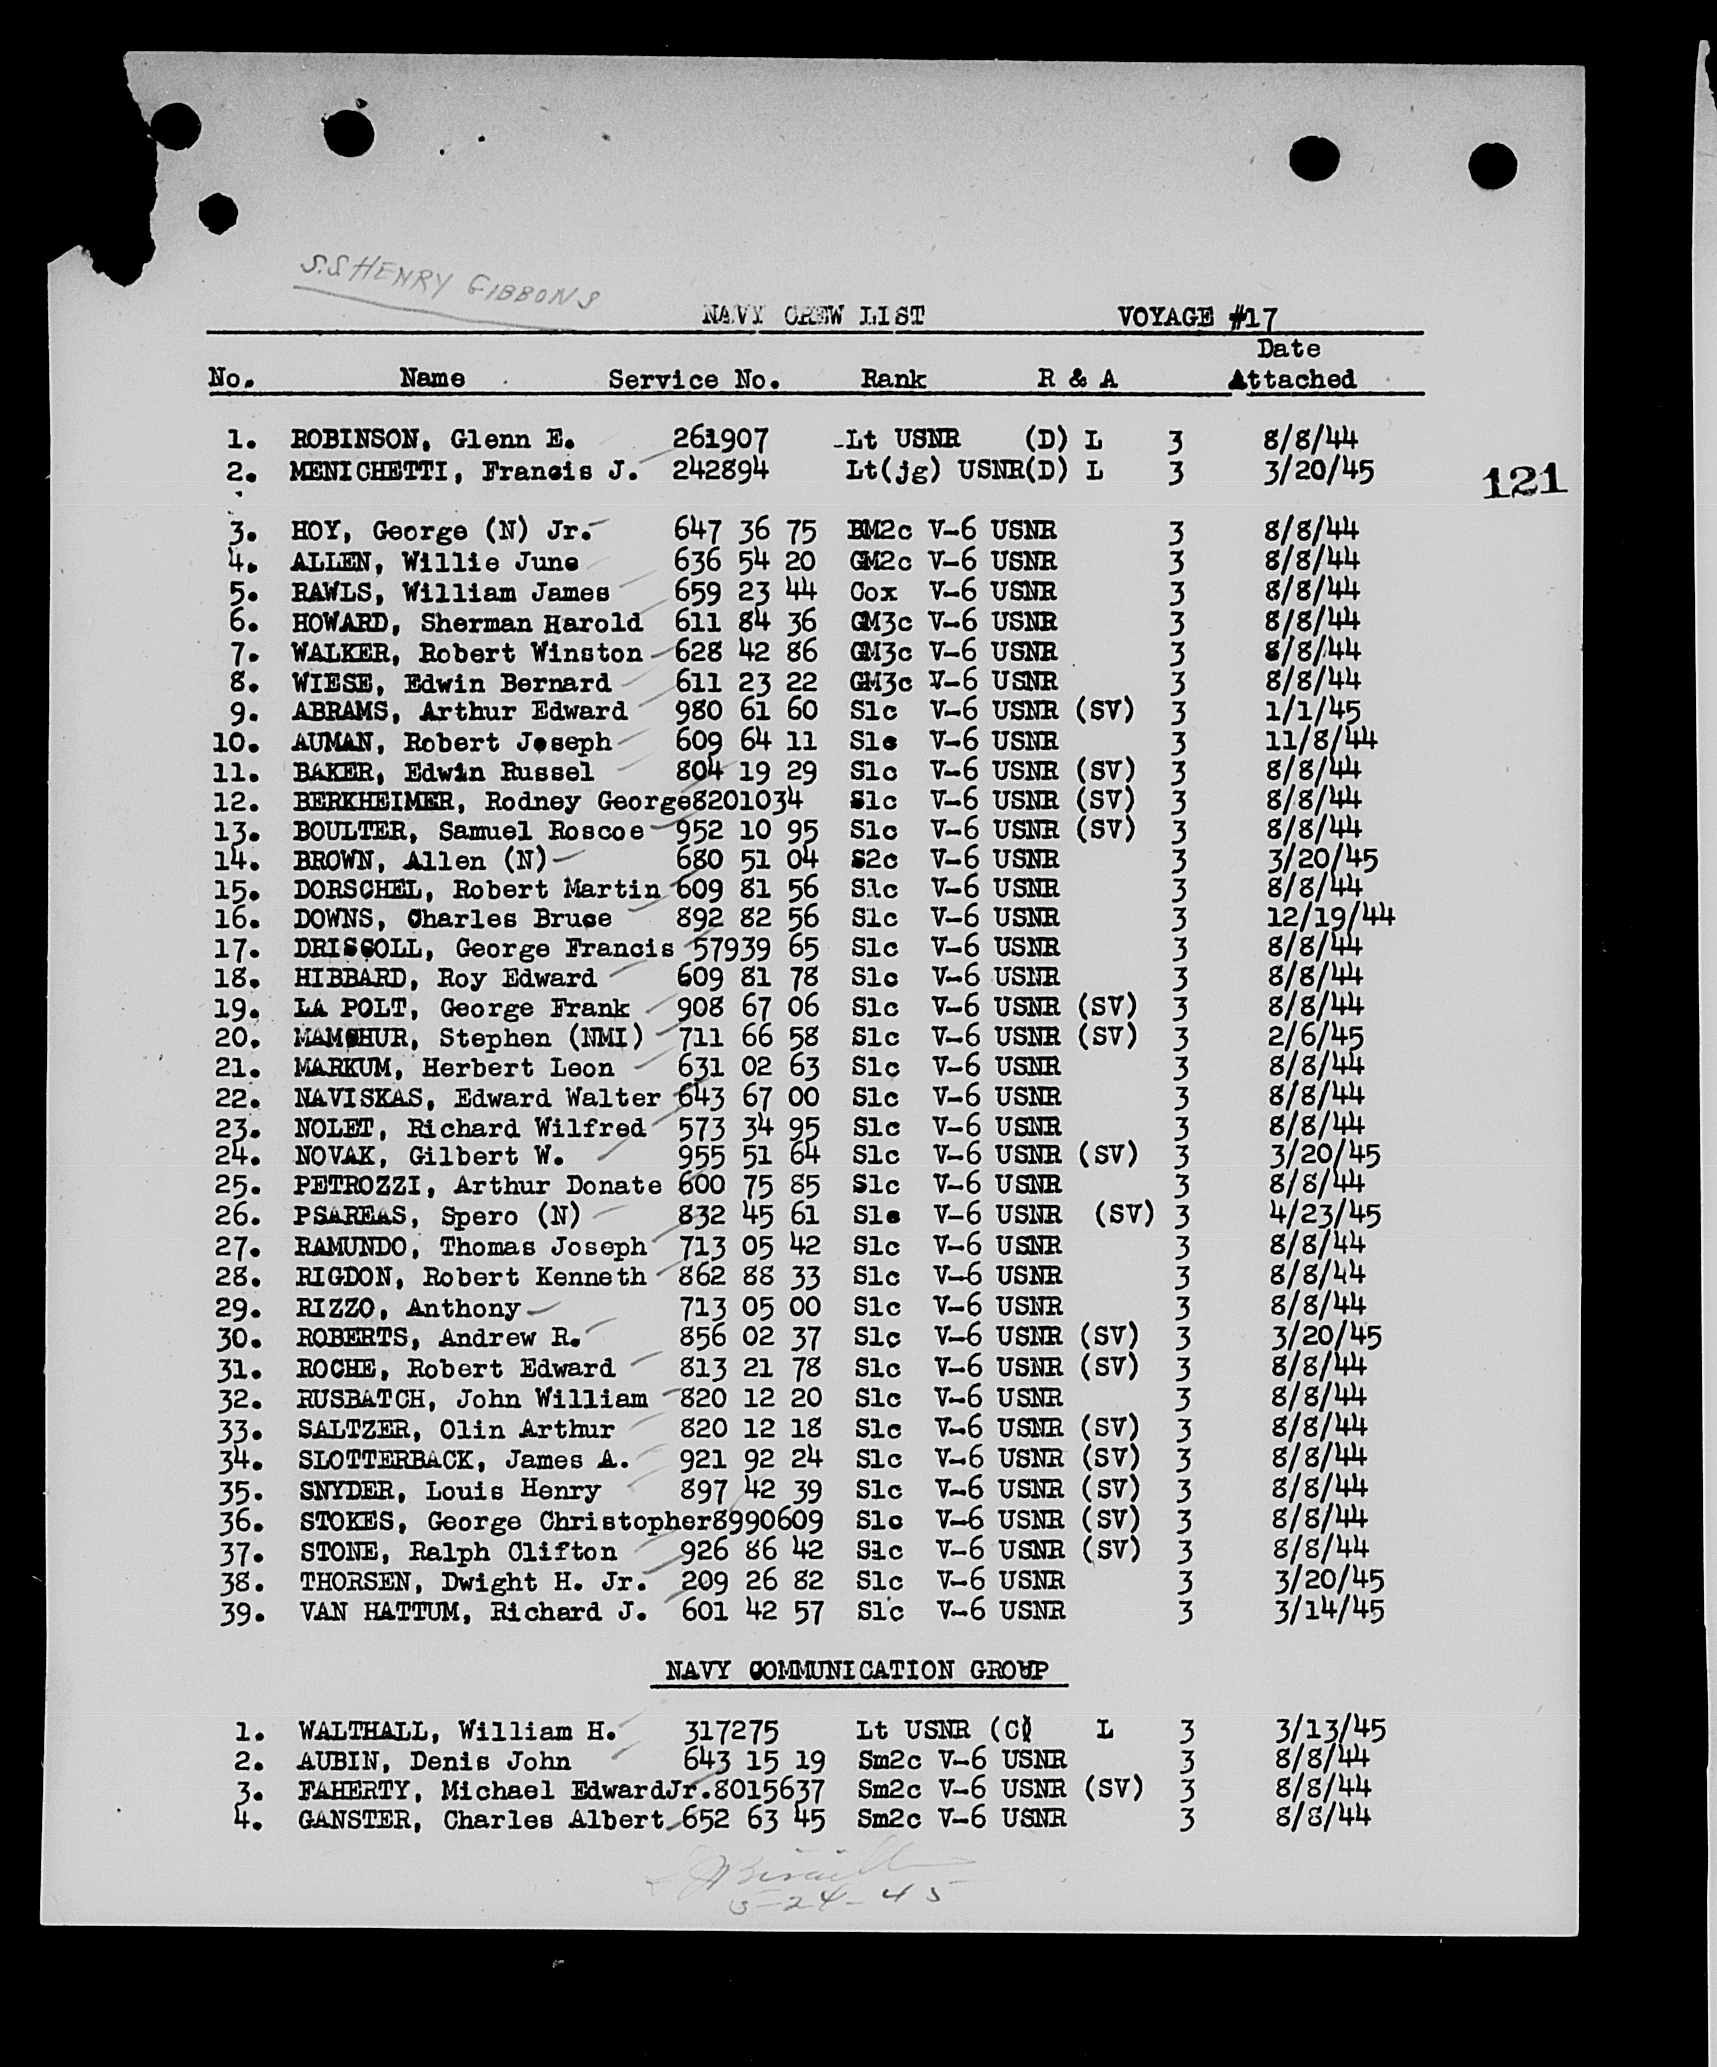 S.S HENRY GIBBONS
NAVY CREW LIST VOYAGE #17
Date
No. Name Service No. Rank R & A Attached
1. ROBINSON, Glenn E. 261907 Lt USNR (D) L 3 8/8/44
2. MENICHETTI, Francis J. 242894 Lt(jg) USNR(D) L 3 3/20/45
121
3. HOY, George (N) Jr. 647 36 75 BM2c V-6 USNR 3 8/8/44
4. ALLEN, Willie June 636 54 20 GM2c V-6 USNR 3 8/8/44
5. RAWLS, William James 659 23 44 Cox V-6 USNR 3 8/8/44
6. HOWARD, Sherman Harold 611 84 36 GM3c V-6 USNR 3 8/8/44
7. WALKER, Robert Winston 628 42 86 GM3c V-6 USNR 3 8/8/44
8. WIESE, Edwin Bernard 611 23 22 GM3c V-6 USNR 3 8/8/44
9. ABRAMS, Arthur Edward 980 61 60 S1c V-6 USNR (SV) 3 1/1/45
10. AUMAN, Robert Joseph 609 64 11 S1c V-6 USNR 3 11/8/44
11. BAKER, Edwin Russel 804 19 29 S1c V-6 USNR (SV) 3 8/8/44
12. BERKHEIMER, Rodney George8201034 S1c V-6 USNR (SV) 3 8/8/44
13. BOULTER, Samuel Roscoe 952 10 95 S1c V-6 USNR (SV) 3 8/8/44
14. BROWN, Allen (N) 680 51 04 S2c V-6 USNR 3 3/20/45
15. DORSCHEL, Robert Martin 609 81 56 S1c V-6 USNR 3 8/8/44
16. DOWNS, Charles Bruce 892 82 56 S1c V-6 USNR 3 12/19/44
17. DRISCOLL, George Francis 57939 65 S1c V-6 USNR 3 8/8/44
18. HIBBARD, Roy Edward 609 81 78 S1c V-6 USNR 3 8/8/44
19. LA POLT, George Frank 908 67 06 S1c V-6 USNR (SV) 3 8/8/44
20. MAMCHUR, Stephen (NMI) 711 66 58 S1c V-6 USNR (SV) 3 2/6/45
21. MARKUM, Herbert Leon 631 02 63 S1c V-6 USNR 3 8/8/44
22. NAVISKAS, Edward Walter 643 67 00 S1c V-6 USNR 3 8/8/44
23. NOLET, Richard Wilfred 573 34 95 S1c V-6 USNR 3 8/8/44
24. NOVAK, Gilbert W. 955 51 64 S1c V-6 USNR (SV) 3 3/20/45
25. PETROZZI, Arthur Donate 600 75 85 S1c V-6 USNR 3 8/8/44
26. PSAREAS, Spero (N) 832 45 61 S1c V-6 USNR (SV) 3 4/23/45
27. RAMUNDO, Thomas Joseph 713 05 42 S1c V-6 USNR 3 8/8/44
28. RIGDON, Robert Kenneth 862 88 33 S1c V-6 USNR 3 8/8/44
29. RIZZO, Anthony 713 05 00 S1c V-6 USNR 3 8/8/44
30. ROBERTS, Andrew R. 856 02 37 S1c V-6 USNR (SV) 3 3/20/45
31. ROCHE, Robert Edward 813 21 78 S1c V-6 USNR (SV) 3 8/8/44
32. RUSBATCH, John William 820 12 20 S1c V-6 USNR 3 8/8/44
33. SALTZER, Olin Arthur 820 12 18 S1c V-6 USNR (SV) 3 8/8/44
34. SLOTTERBACK, James A. 921 92 24 S1c V-6 USNR (SV) 3 8/8/44
35. SNYDER, Louis Henry 897 42 39 S1c V-6 USNR (SV) 3 8/8/44
36. STOKES, George Christopher8990609 S1c V-6 USNR (SV) 3 8/8/44
37. STONE, Ralph Clifton 926 86 42 S1c V-6 USNR (SV) 3 8/8/44
38. THORSEN, Dwight H. Jr. 209 26 82 S1c V-6 USNR 3 3/20/45
39. VAN HATTUM, Richard J. 601 42 57 S1c V-6 USNR 3 3/14/45
NAVY COMMUNICATION GROUP
1. WALTHALL, William H. 317275 Lt USNR (C) L 3 3/13/45
2. AUBIN, Denis John 643 15 19 Sm2c V-6 USNR 3 8/8/44
3. FAHERTY, Michael EdwardJr.8015637 Sm2c V-6 USNR (SV) 3 8/8/44
4. GANSTER, Charles Albert 652 63 45 Sm2c V-6 USNR 3 8/8/44
5-24-45